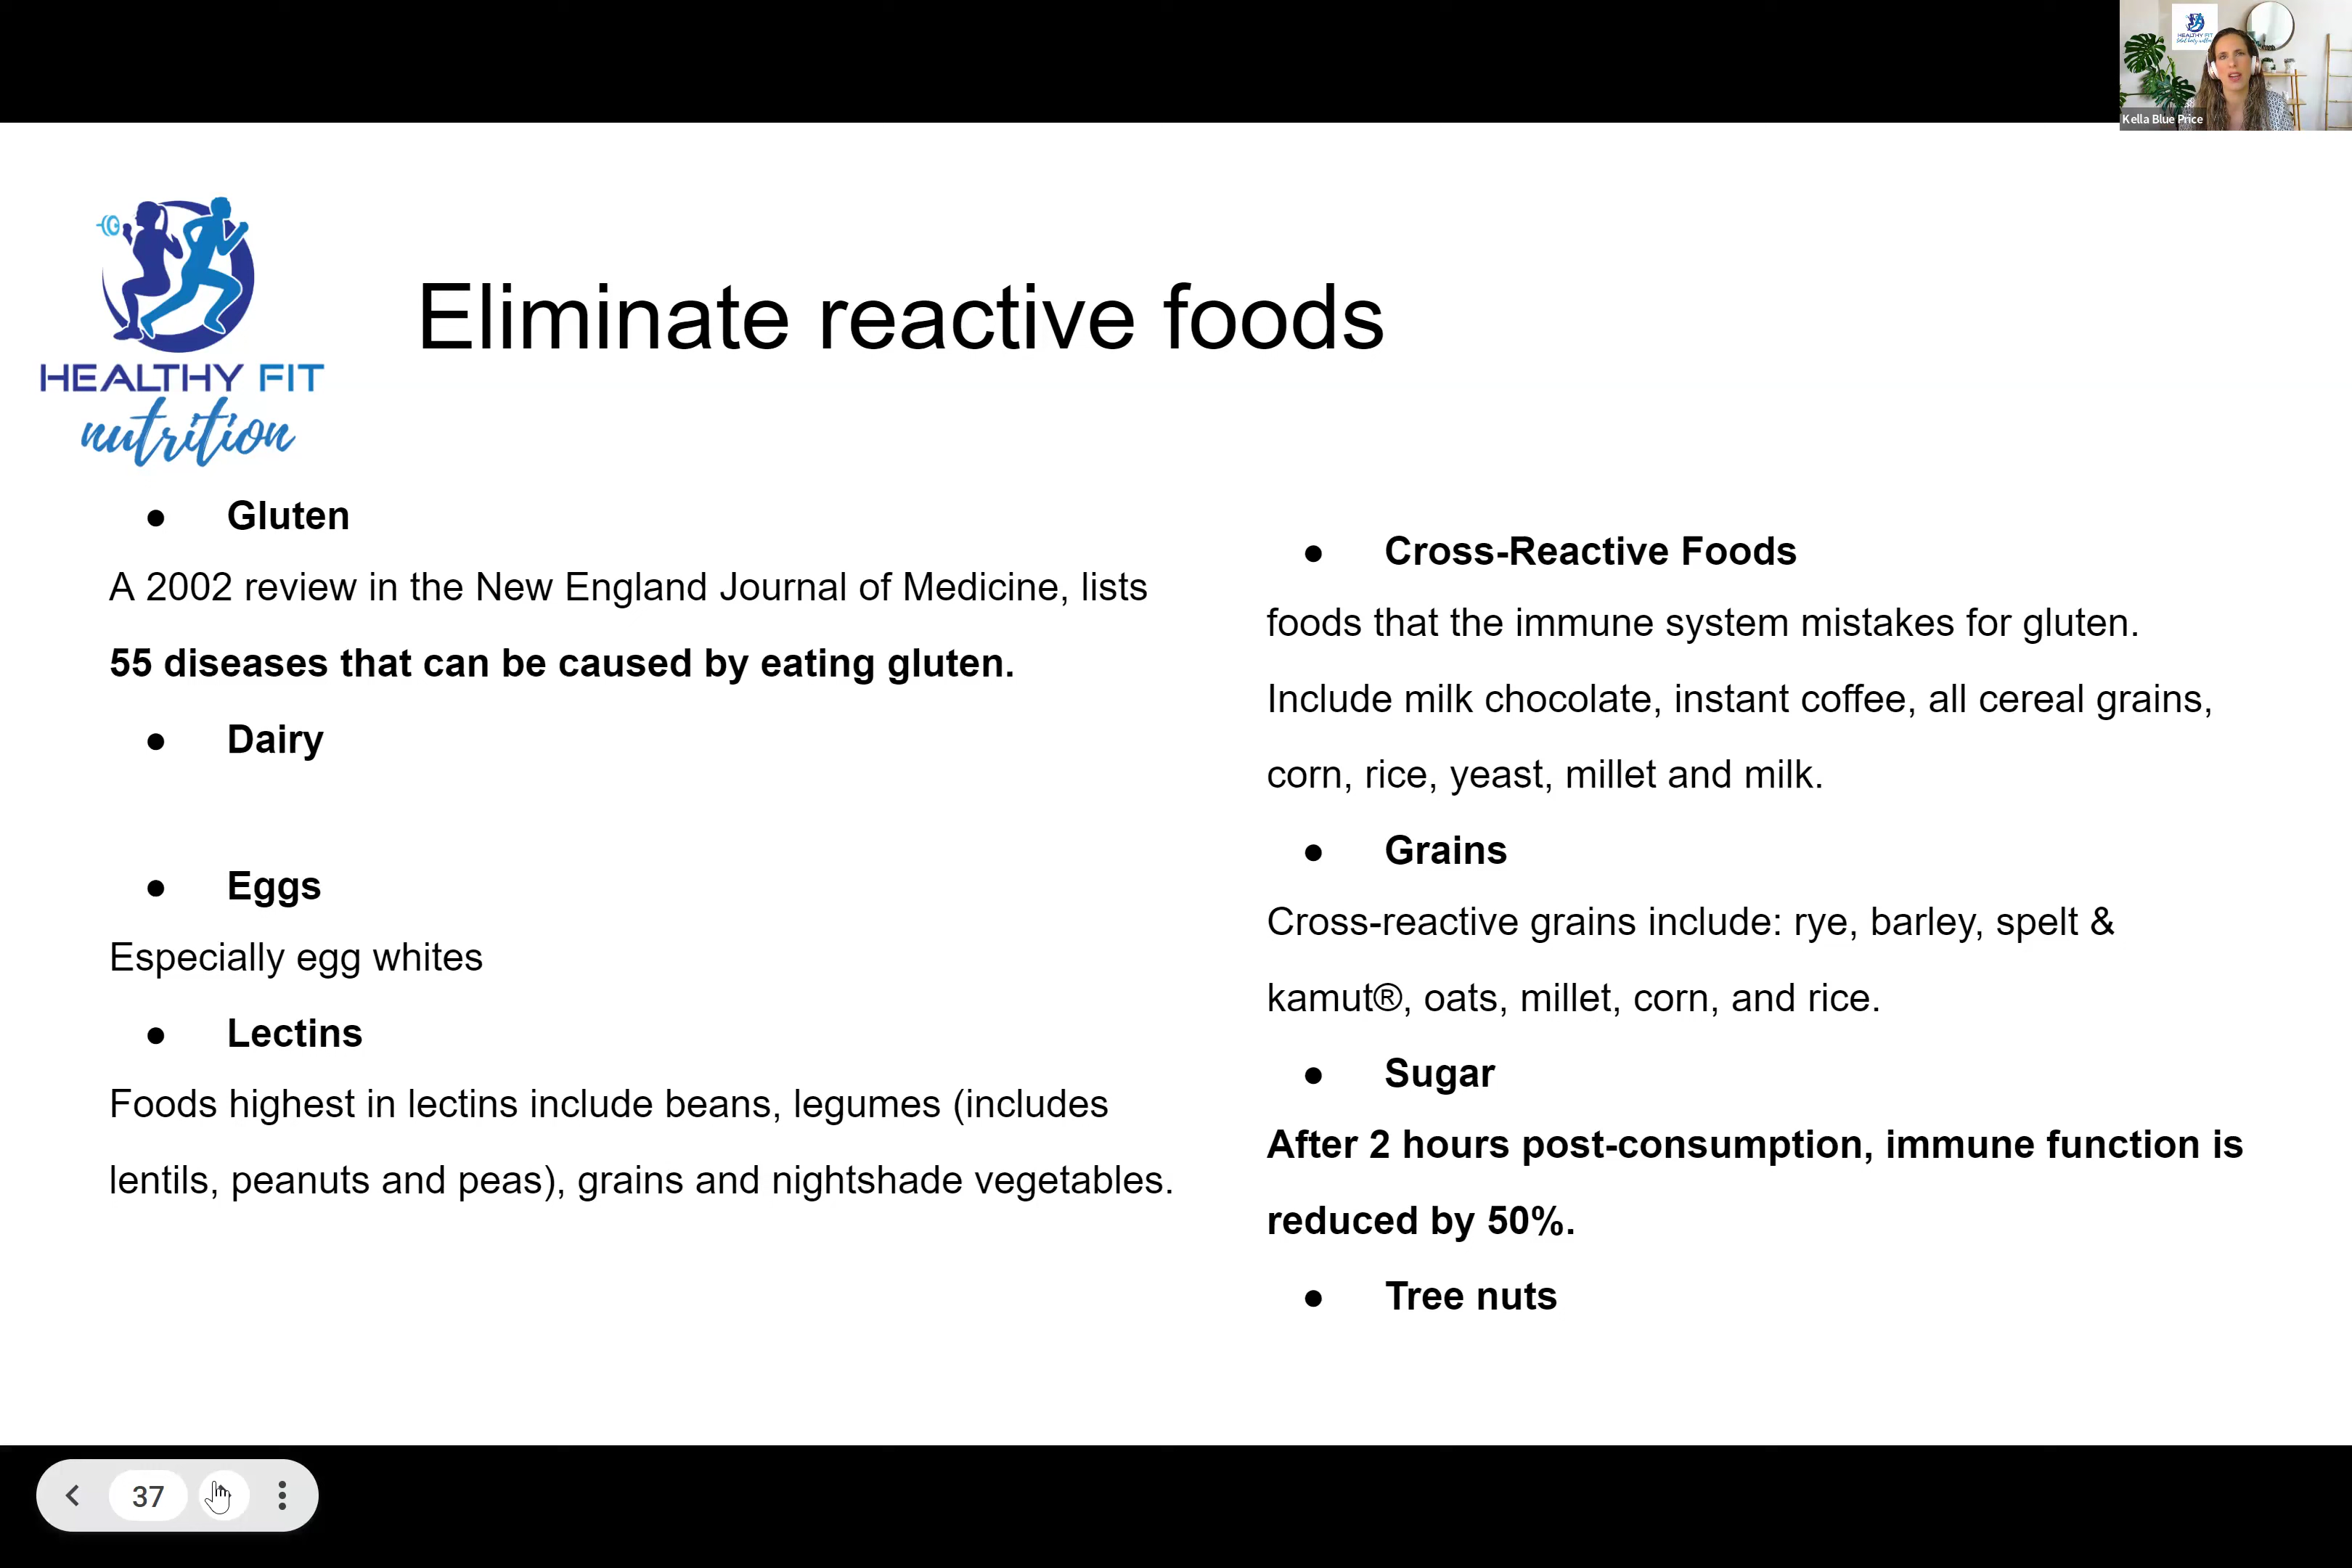 HEALTHY FIT
Kella Blue Price
HEALTHY FIT
nutrition
Eliminate reactive foods
● Gluten
A 2002 review in the New England Journal of Medicine, lists
55 diseases that can be caused by eating gluten.
● Dairy
● Eggs
Especially egg whites
● Lectins
Foods highest in lectins include beans, legumes (includes
lentils, peanuts and peas), grains and nightshade vegetables.
● Cross-Reactive Foods
foods that the immune system mistakes for gluten.
Include milk chocolate, instant coffee, all cereal grains,
corn, rice, yeast, millet and milk.
● Grains
Cross-reactive grains include: rye, barley, spelt &
kamut®, oats, millet, corn, and rice.
● Sugar
After 2 hours post-consumption, immune function is
reduced by 50%.
● Tree nuts
37